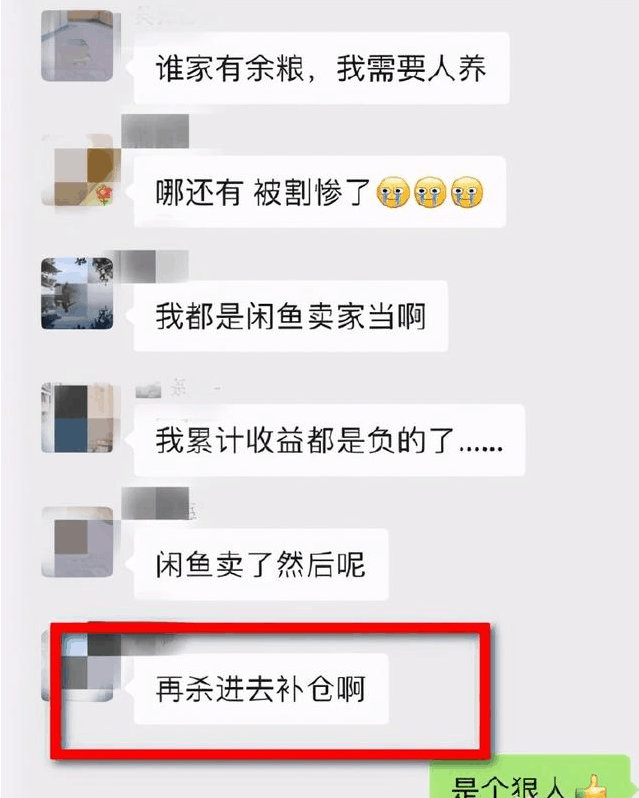 谁家有余粮，我需要人养
哪还有 被割惨了😂😂😂
我都是闲鱼卖家当啊
我累计收益都是负的了......
闲鱼卖了然后呢
再杀进去补仓啊
是个狠人👍